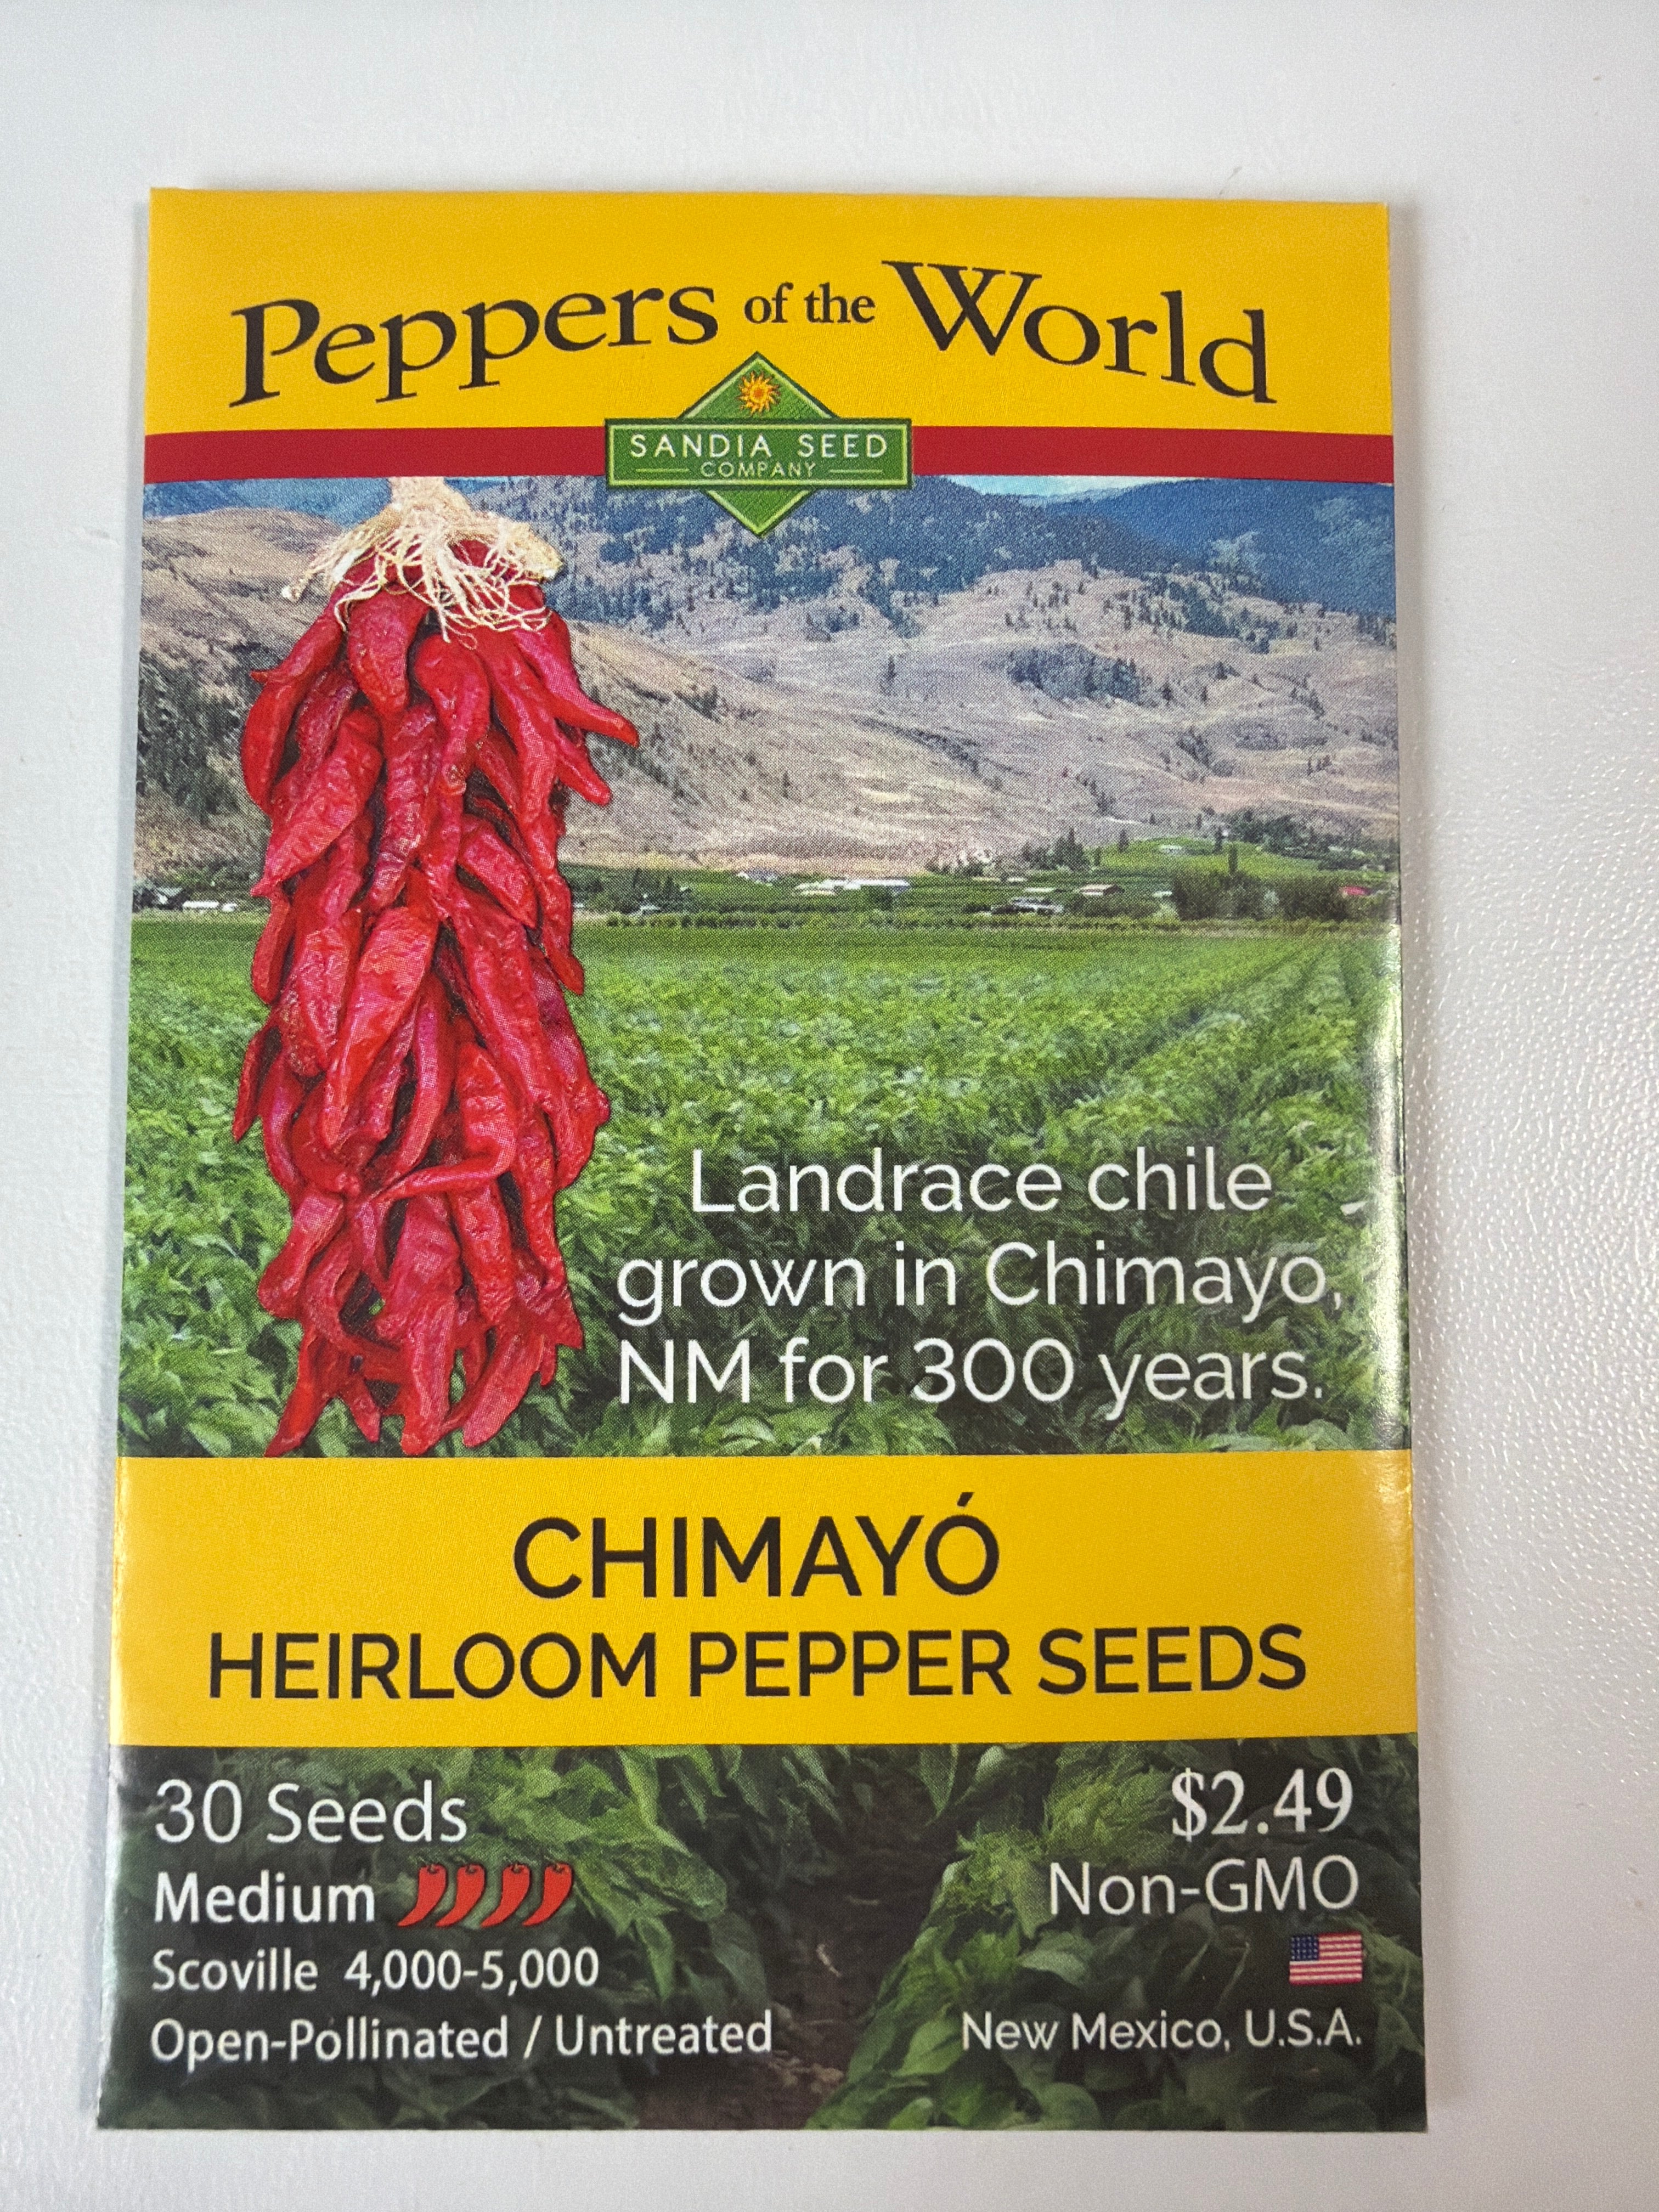 Peppers of the World
SANDIA SEED
COMPANY
Landrace chile
grown in Chimayo,
NM for 300 years.
CHIMAYÓ
HEIRLOOM PEPPER SEEDS
30 Seeds
Medium
Scoville 4,000-5,000
Open-Pollinated / Untreated
$2.49
Non-GMO
New Mexico, U.S.A.